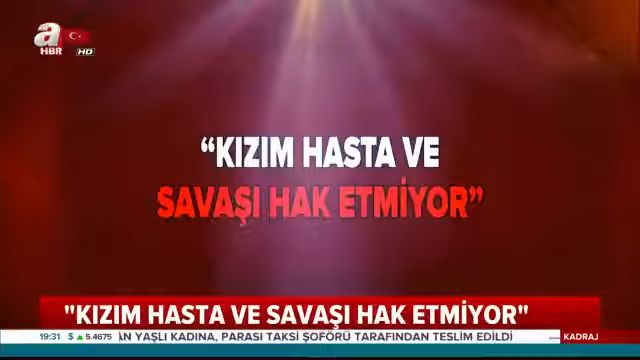 a
HBR
HD
“KIZIM HASTA VE
SAVAŞI HAK ETMİYOR”
"KIZIM HASTA VE SAVAŞI HAK ETMİYOR"
19:31 $ ▲ 5.4675 AN YAŞLI KADINA, PARASI TAKSİ ŞOFÖRÜ TARAFINDAN TESLİM EDİLDİ KADRAJ